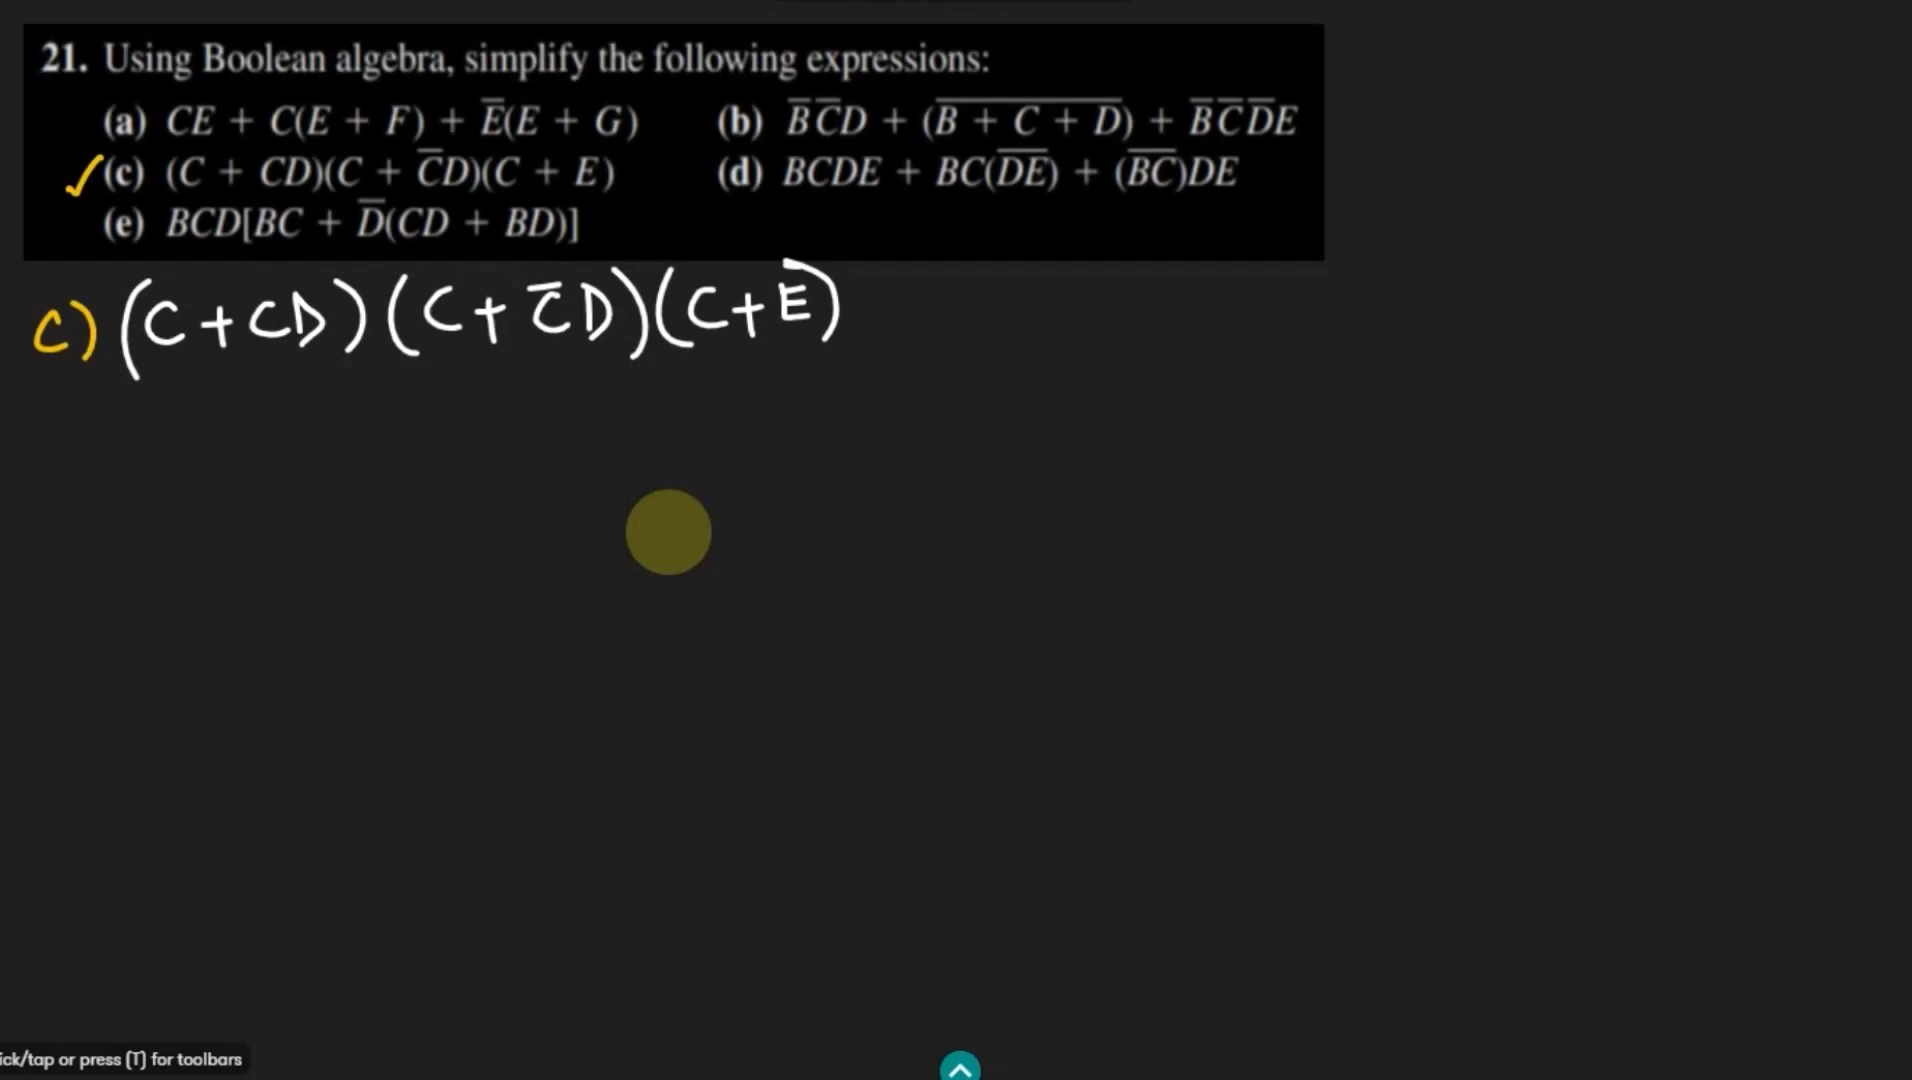 21. Using Boolean algebra, simplify the following expressions:
(a) CE + C(E + F) + E̅(E + G) (b) B̅C̅D + (B̅ ̅+̅ ̅C̅ ̅+̅ ̅D̅) + B̅C̅D̅E
✓(c) (C + CD)(C + C̅D)(C + E) (d) BCDE + BC(D̅E̅) + (B̅C̅)DE
(e) BCD[BC + D̅(CD + BD)]
C) (C + CD) (C + C̅D) (C + E̅)
ick/tap or press (T) for toolbars